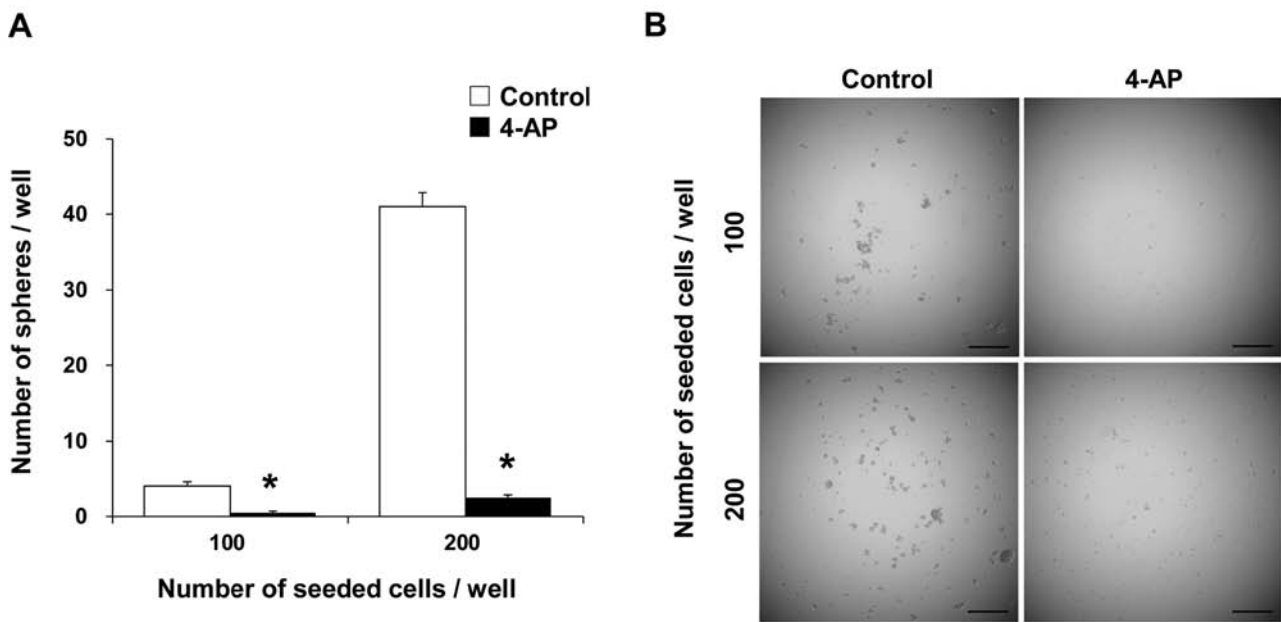 A
Control
4-AP
50
40
30
20
10
0
Number of spheres / well
*
*
100
200
Number of seeded cells / well
B
Control
4-AP
Number of seeded cells / well
100
200